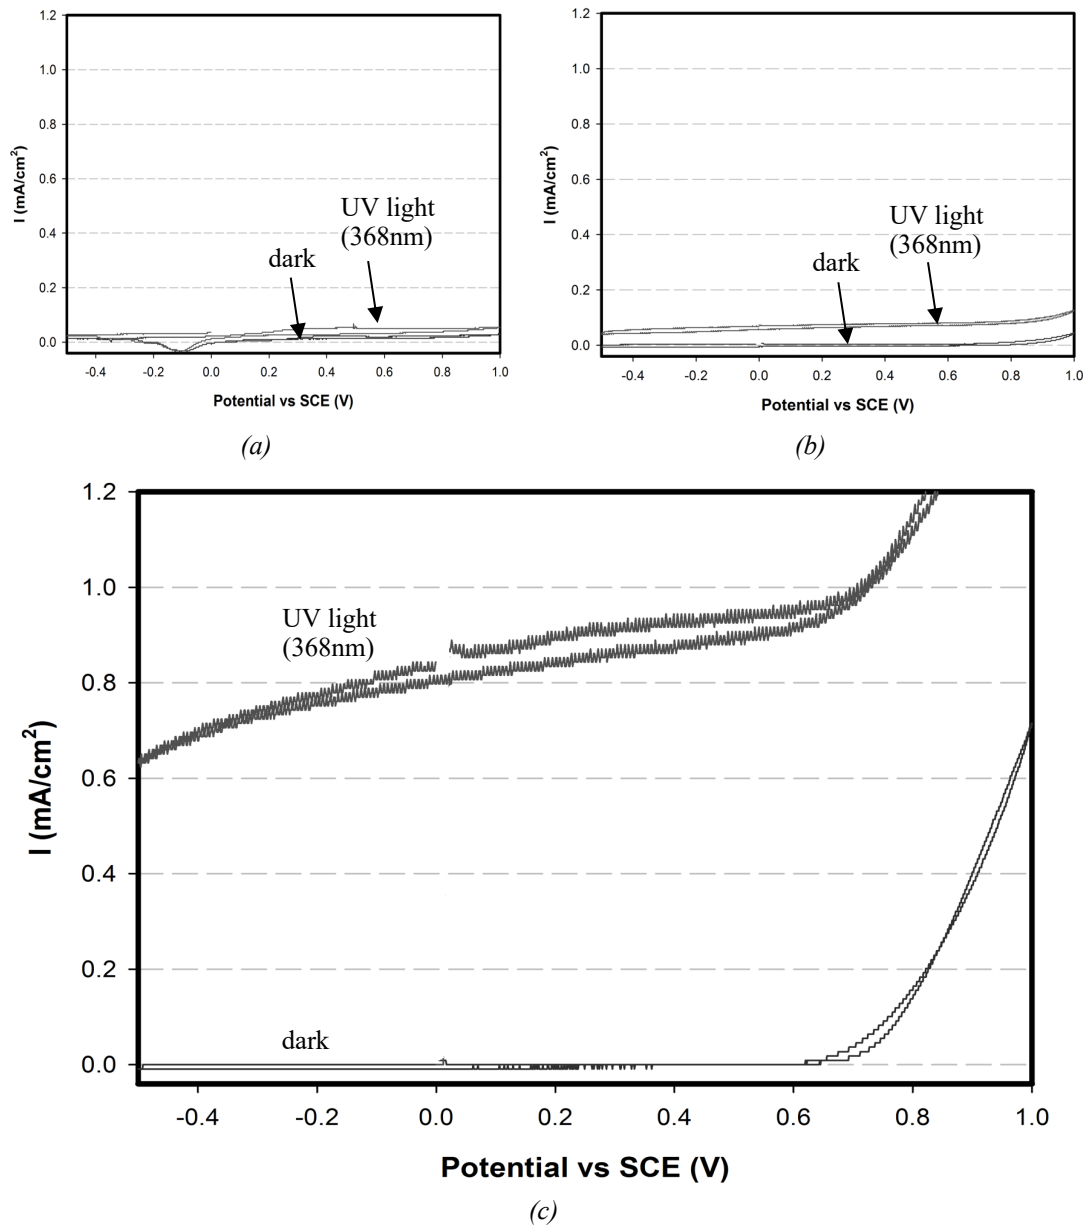 1.2
1.0
0.8
0.6
0.4
0.2
0.0
I (mA/cm²)
UV light
(368nm)
dark
-0.4 -0.2 0.0 0.2 0.4 0.6 0.8 1.0
Potential vs SCE (V)
(a)
1.2
1.0
0.8
0.6
0.4
0.2
0.0
I (mA/cm²)
UV light
(368nm)
dark
-0.4 -0.2 0.0 0.2 0.4 0.6 0.8 1.0
Potential vs SCE (V)
(b)
1.2
1.0
0.8
0.6
0.4
0.2
0.0
I (mA/cm²)
UV light
(368nm)
dark
-0.4 -0.2 0.0 0.2 0.4 0.6 0.8 1.0
Potential vs SCE (V)
(c)